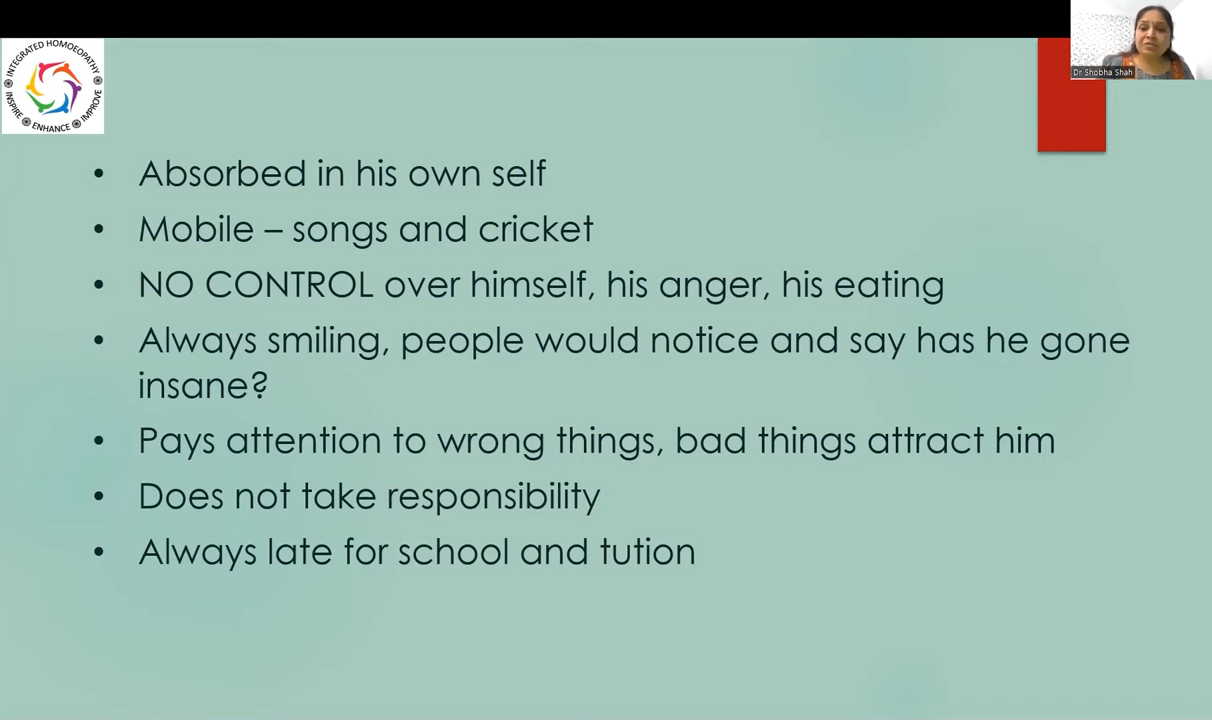 INTEGRATED HOMOEOPATHY
INSPIRE ENHANCE IMPROVE
Dr Shobha Shah
• Absorbed in his own self
• Mobile – songs and cricket
• NO CONTROL over himself, his anger, his eating
• Always smiling, people would notice and say has he gone
insane?
• Pays attention to wrong things, bad things attract him
• Does not take responsibility
• Always late for school and tution